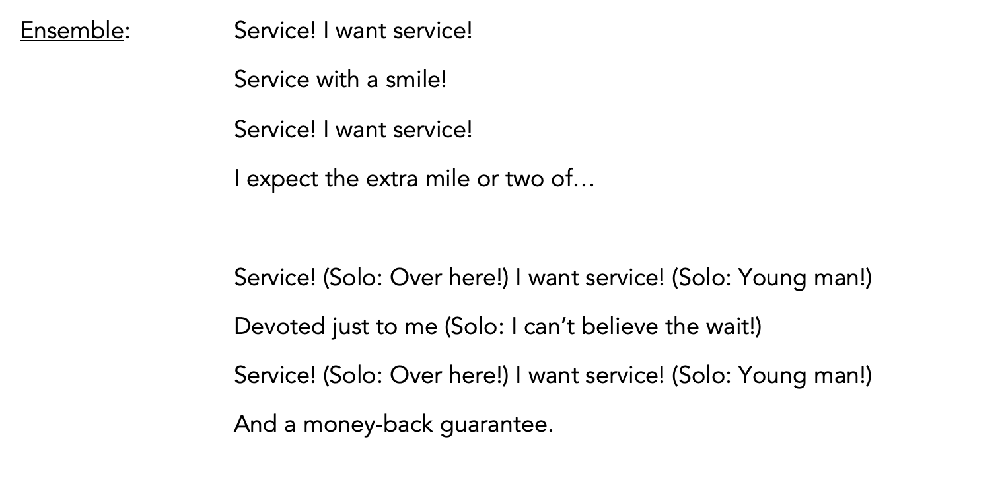 Ensemble: Service! I want service!
Service with a smile!
Service! I want service!
I expect the extra mile or two of…
Service! (Solo: Over here!) I want service! (Solo: Young man!)
Devoted just to me (Solo: I can’t believe the wait!)
Service! (Solo: Over here!) I want service! (Solo: Young man!)
And a money-back guarantee.